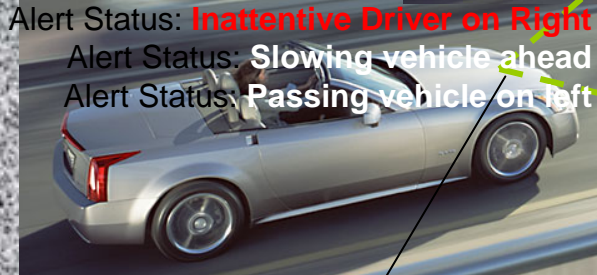 Alert Status: Inattentive Driver on Right
Alert Status: Slowing vehicle ahead
Alert Status: Passing vehicle on left